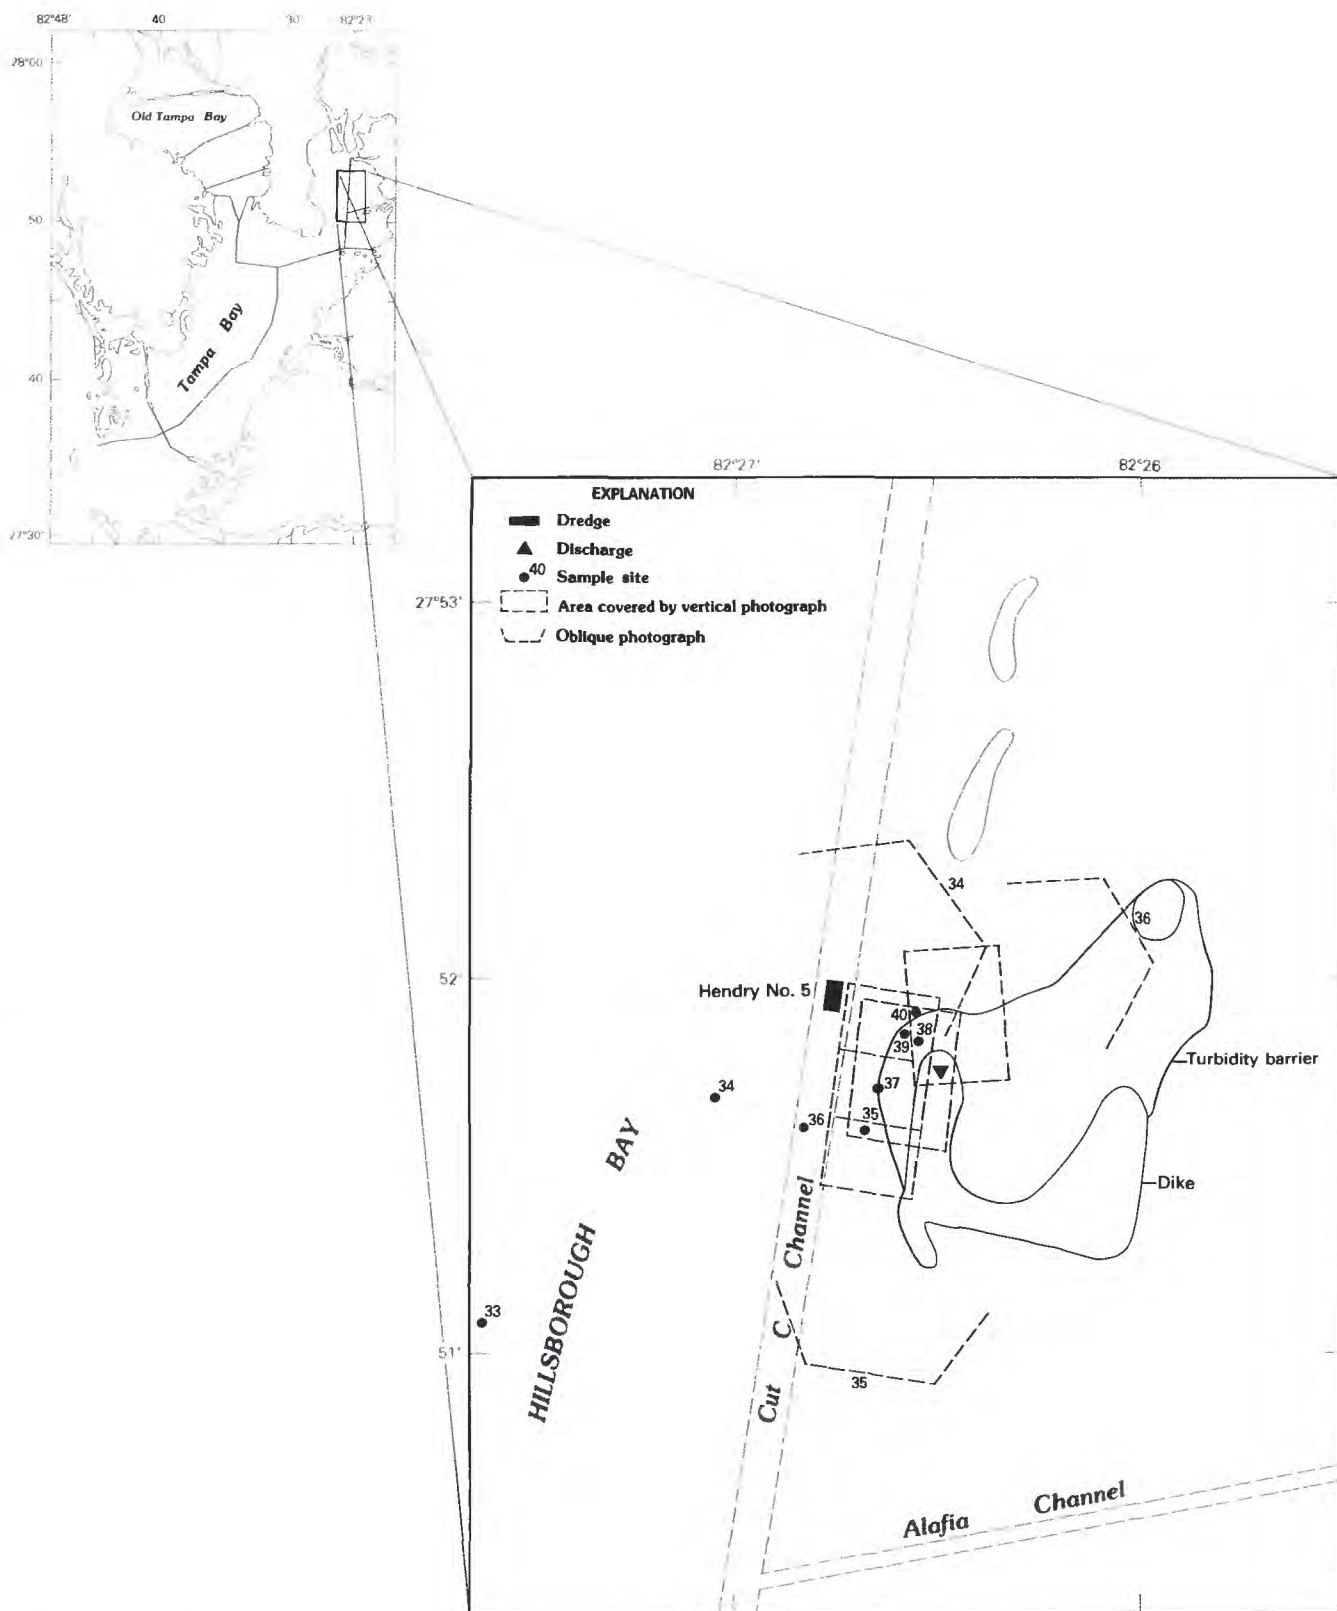 82°48' 40 30 82°23'
28°00'
Old Tampa Bay
50
Tampa Bay
40
27°30'
82°27' 82°26'
EXPLANATION
Dredge
Discharge
40 Sample site
27°53'
Area covered by vertical photograph
Oblique photograph
34
36
52'
Hendry No. 5
40
38
39
Turbidity barrier
37
34
35
36
HILLSBOROUGH BAY
Dike
Cut C. Channel
33
51'
35
Alafia Channel